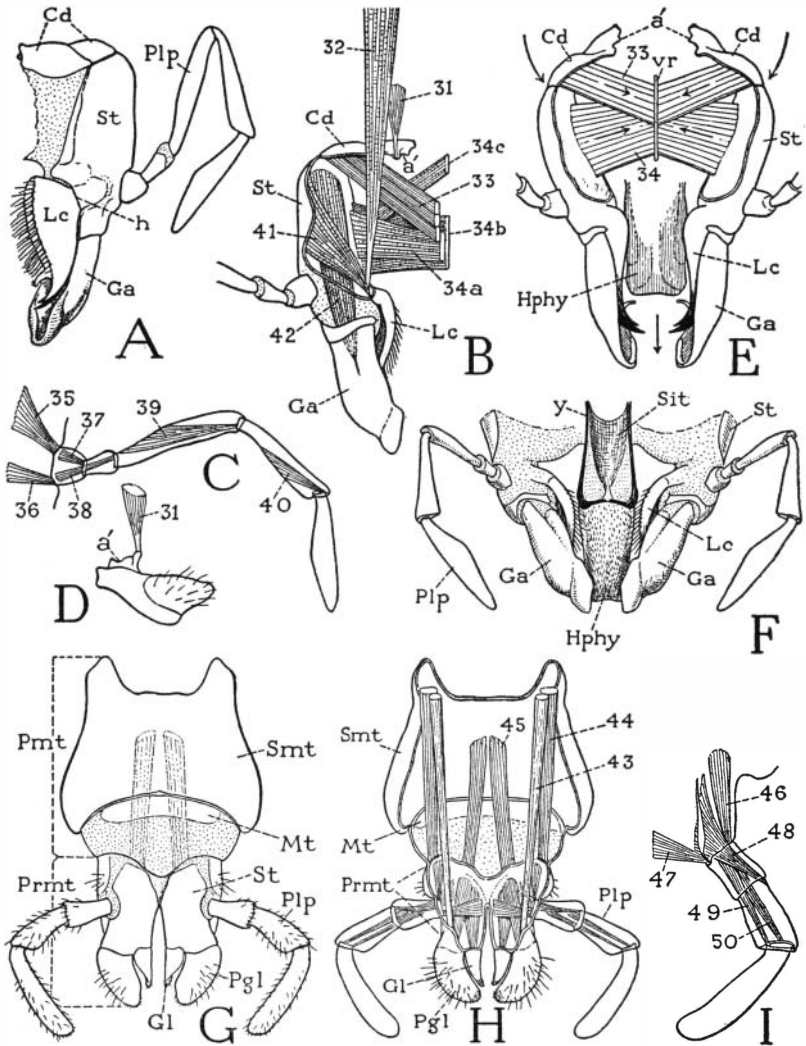 Cd
Plp
St
Lc
h
Ga
A
32
31
Cd
a'
34c
St
33
41
34b
34a
42
Lc
Ga
B
a'
Cd
33
vr
Cd
St
34
Lc
Hphy
Ga
E
35
37
39
C
36
38
40
31
a'
D
y
Sit
St
Lc
Ga
Ga
Plp
Hphy
F
Pmt
Smt
Mt
Prmt
St
Plp
Pgl
Gl
G
45
44
Smt
43
Mt
Prmt
Plp
Gl
Pgl
H
46
48
47
49
50
I